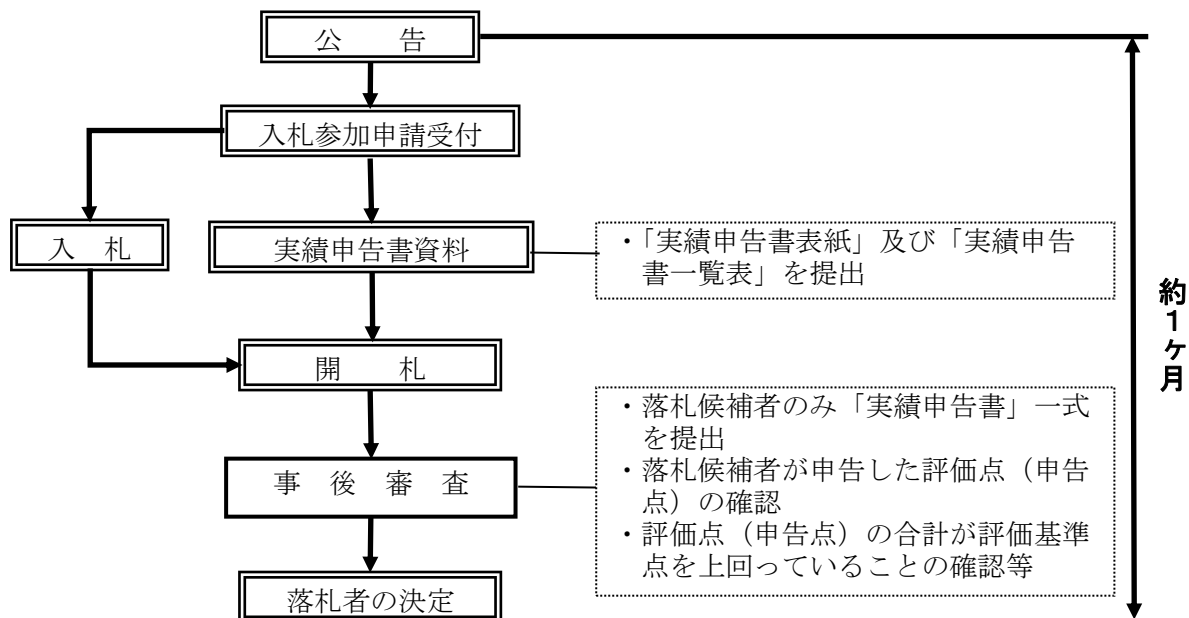 公　告
入札参加申請受付
入　札
実績申告書資料
・「実績申告書表紙」及び「実績申告
書一覧表」を提出
開　札
・落札候補者のみ「実績申告書」一式
を提出
・落札候補者が申告した評価点（申告
点）の確認
・評価点（申告点）の合計が評価基準
点を上回っていることの確認等
事　後　審　査
落札者の決定
約１ヶ月